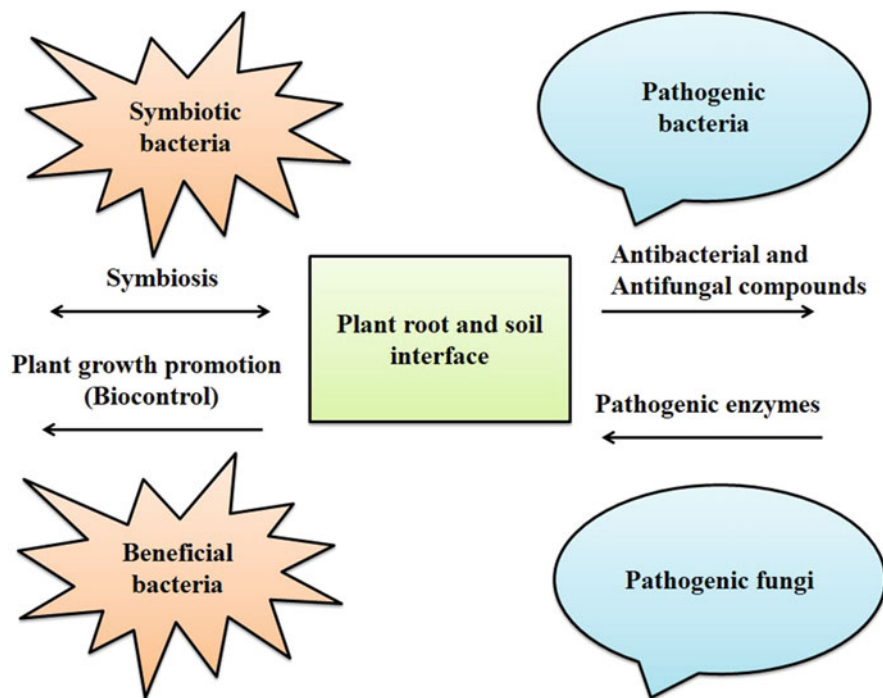 Symbiotic
bacteria
Pathogenic
bacteria
Symbiosis
Antibacterial and
Antifungal compounds
Plant root and soil
interface
Plant growth promotion
(Biocontrol)
Pathogenic enzymes
Beneficial
bacteria
Pathogenic fungi